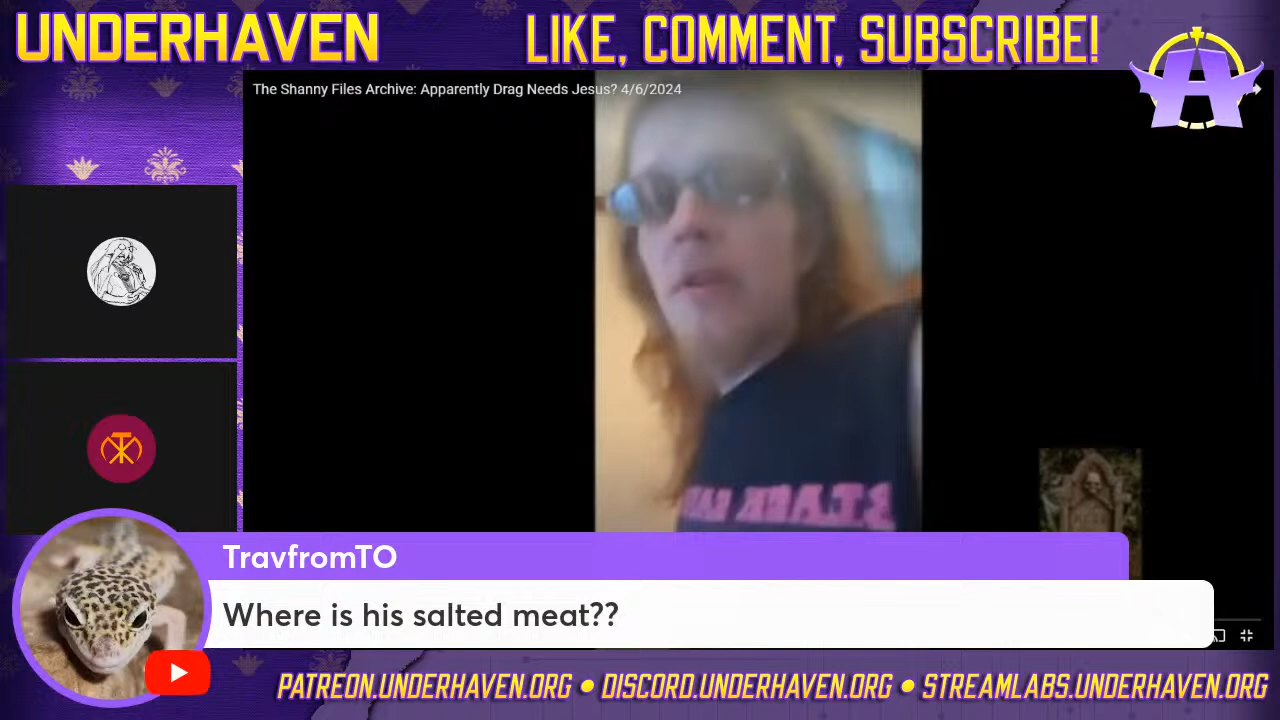 UNDERHAVEN
LIKE, COMMENT, SUBSCRIBE!
The Shanny Files Archive: Apparently Drag Needs Jesus? 4/6/2024
BLACK
TravfromTO
Where is his salted meat??
PATREON.UNDERHAVEN.ORG • DISCORD.UNDERHAVEN.ORG • STREAMLABS.UNDERHAVEN.ORG